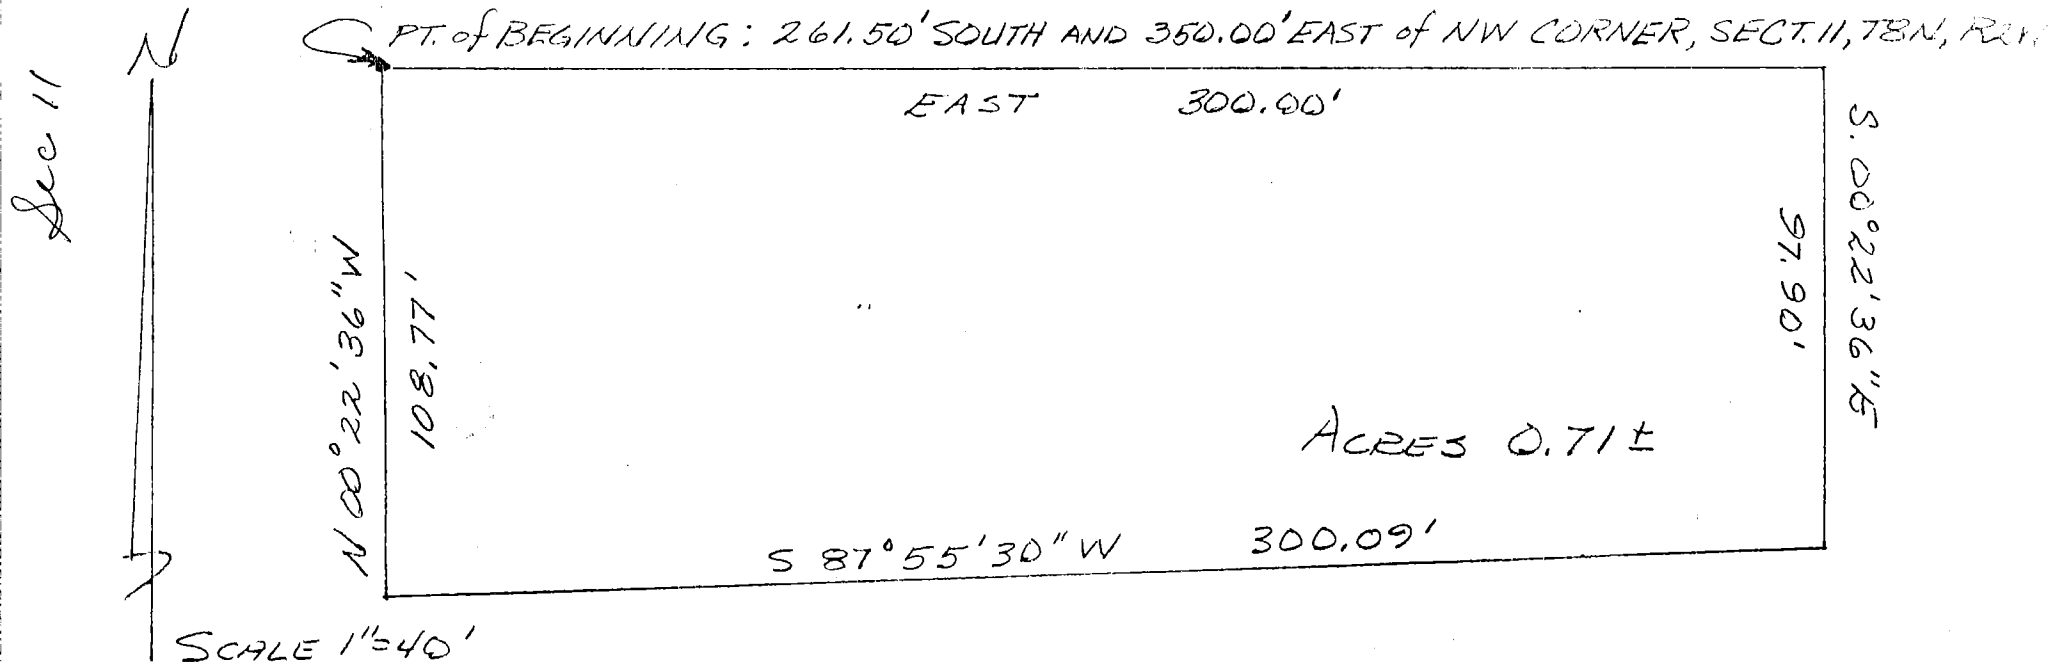 Sec 11
N
PT. of BEGINNING: 261.50' SOUTH AND 350.00' EAST of NW CORNER, SECT. 11, T8N,
EAST 300.00'
S. 00°22'36"E
97.90'
N 00°22'36"W
108.77'
ACRES 0.71±
S 87°55'30"W 300.09'
SCALE 1"=40'